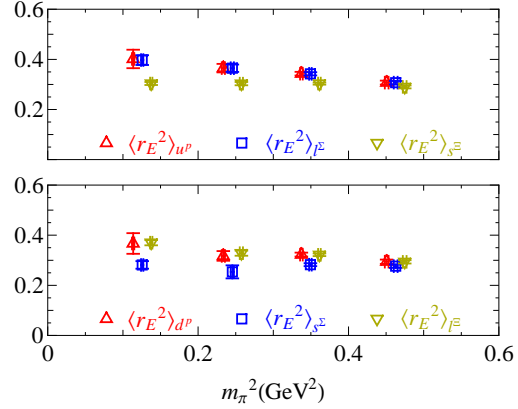 0.6
0.4
0.2
⟨r_E^2⟩_{u^p} ⟨r_E^2⟩_{l^Σ} ⟨r_E^2⟩_{s^Ξ}
0.6
0.4
0.2
⟨r_E^2⟩_{d^p} ⟨r_E^2⟩_{s^Σ} ⟨r_E^2⟩_{l^Ξ}
0
0 0.2 0.4 0.6
m_π^2(GeV^2)